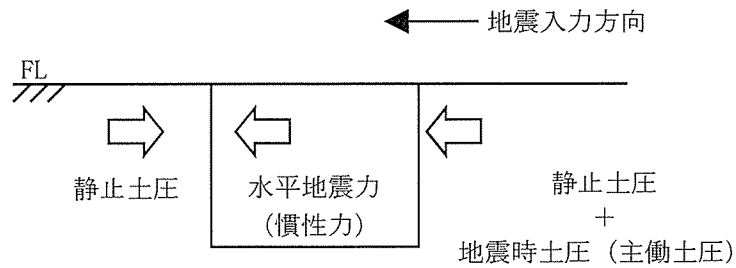 地震入力方向
FL
静止土圧
水平地震力
(慣性力)
静止土圧
+
地震時土圧(主働土圧)